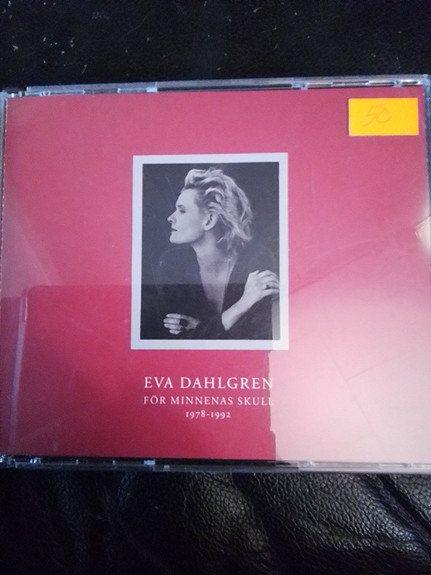 50
EVA DAHLGREN
FÖR MINNENAS SKULL
1978-1992